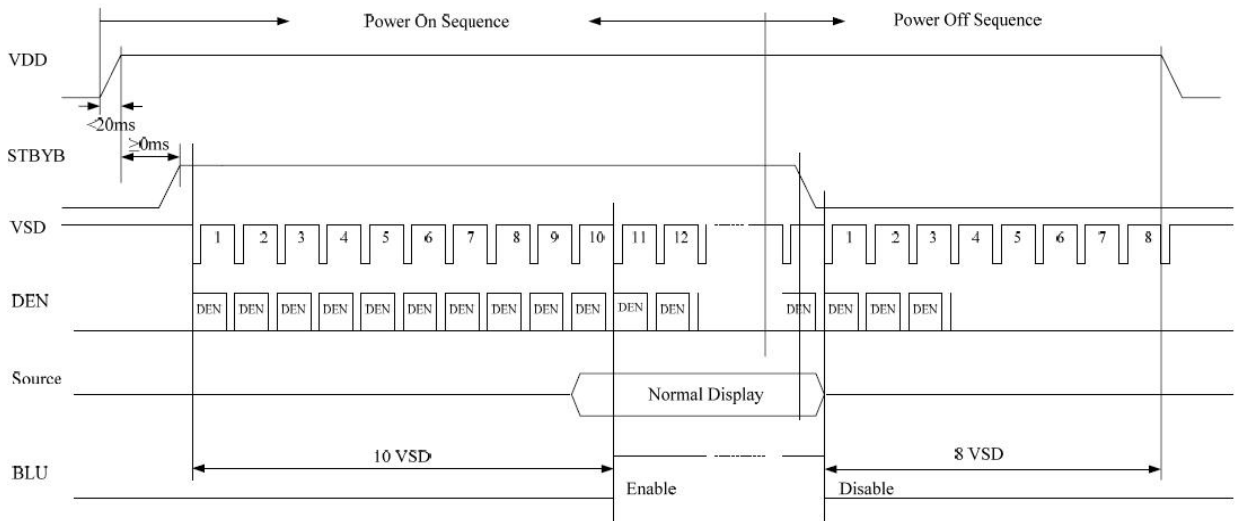 Power On Sequence
Power Off Sequence
VDD
<20ms
≥0ms
STBYB
VSD
1 2 3 4 5 6 7 8 9 10 11 12 1 2 3 4 5 6 7 8
DEN
DEN DEN DEN DEN DEN DEN DEN DEN DEN DEN DEN DEN DEN DEN DEN DEN
Source
Normal Display
10 VSD
8 VSD
BLU
Enable
Disable